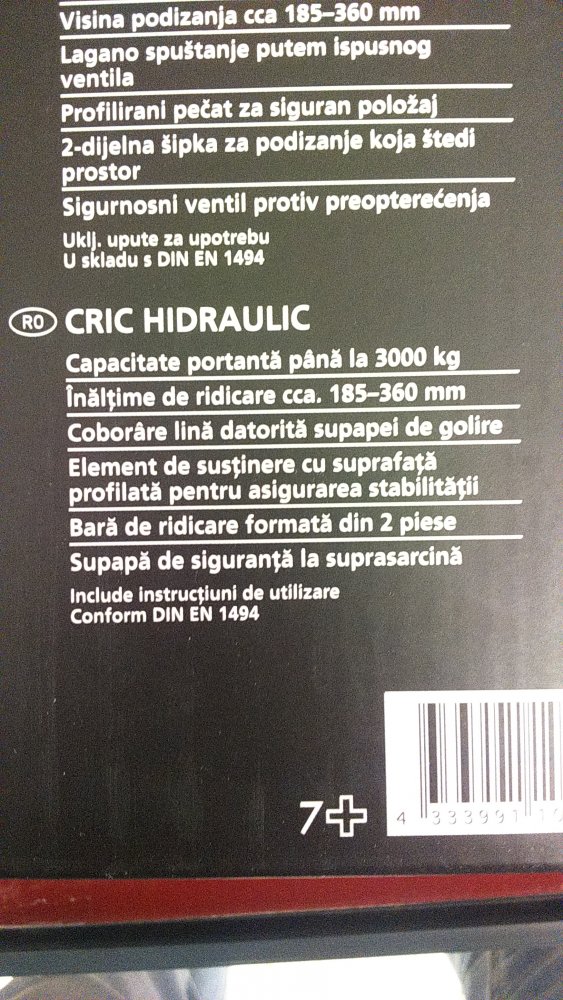 Visina podizanja cca 185–360 mm
Lagano spuštanje putem ispusnog
ventila
Profilirani pečat za siguran položaj
2-dijelna šipka za podizanje koja štedi
prostor
Sigurnosni ventil protiv preopterećenja
Uklj. upute za upotrebu
U skladu s DIN EN 1494
RO CRIC HIDRAULIC
Capacitate portantă până la 3000 kg
Înălțime de ridicare cca. 185–360 mm
Coborâre lină datorită supapei de golire
Element de susținere cu suprafață
profilată pentru asigurarea stabilității
Bară de ridicare formată din 2 piese
Supapă de siguranță la suprasarcină
Include instrucțiuni de utilizare
Conform DIN EN 1494
7+
4 333991 10